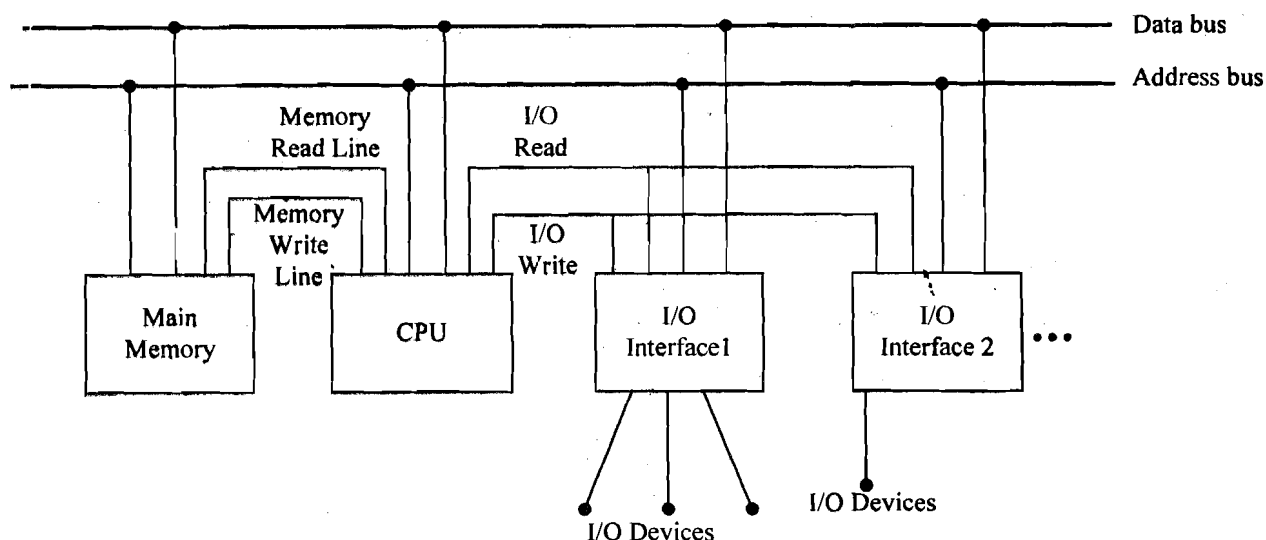 Data bus
Address bus
Memory
Read Line
I/O
Read
Memory
Write
Line
I/O
Write
Main
Memory
CPU
I/O
Interface1
I/O
Interface 2
I/O Devices
I/O Devices